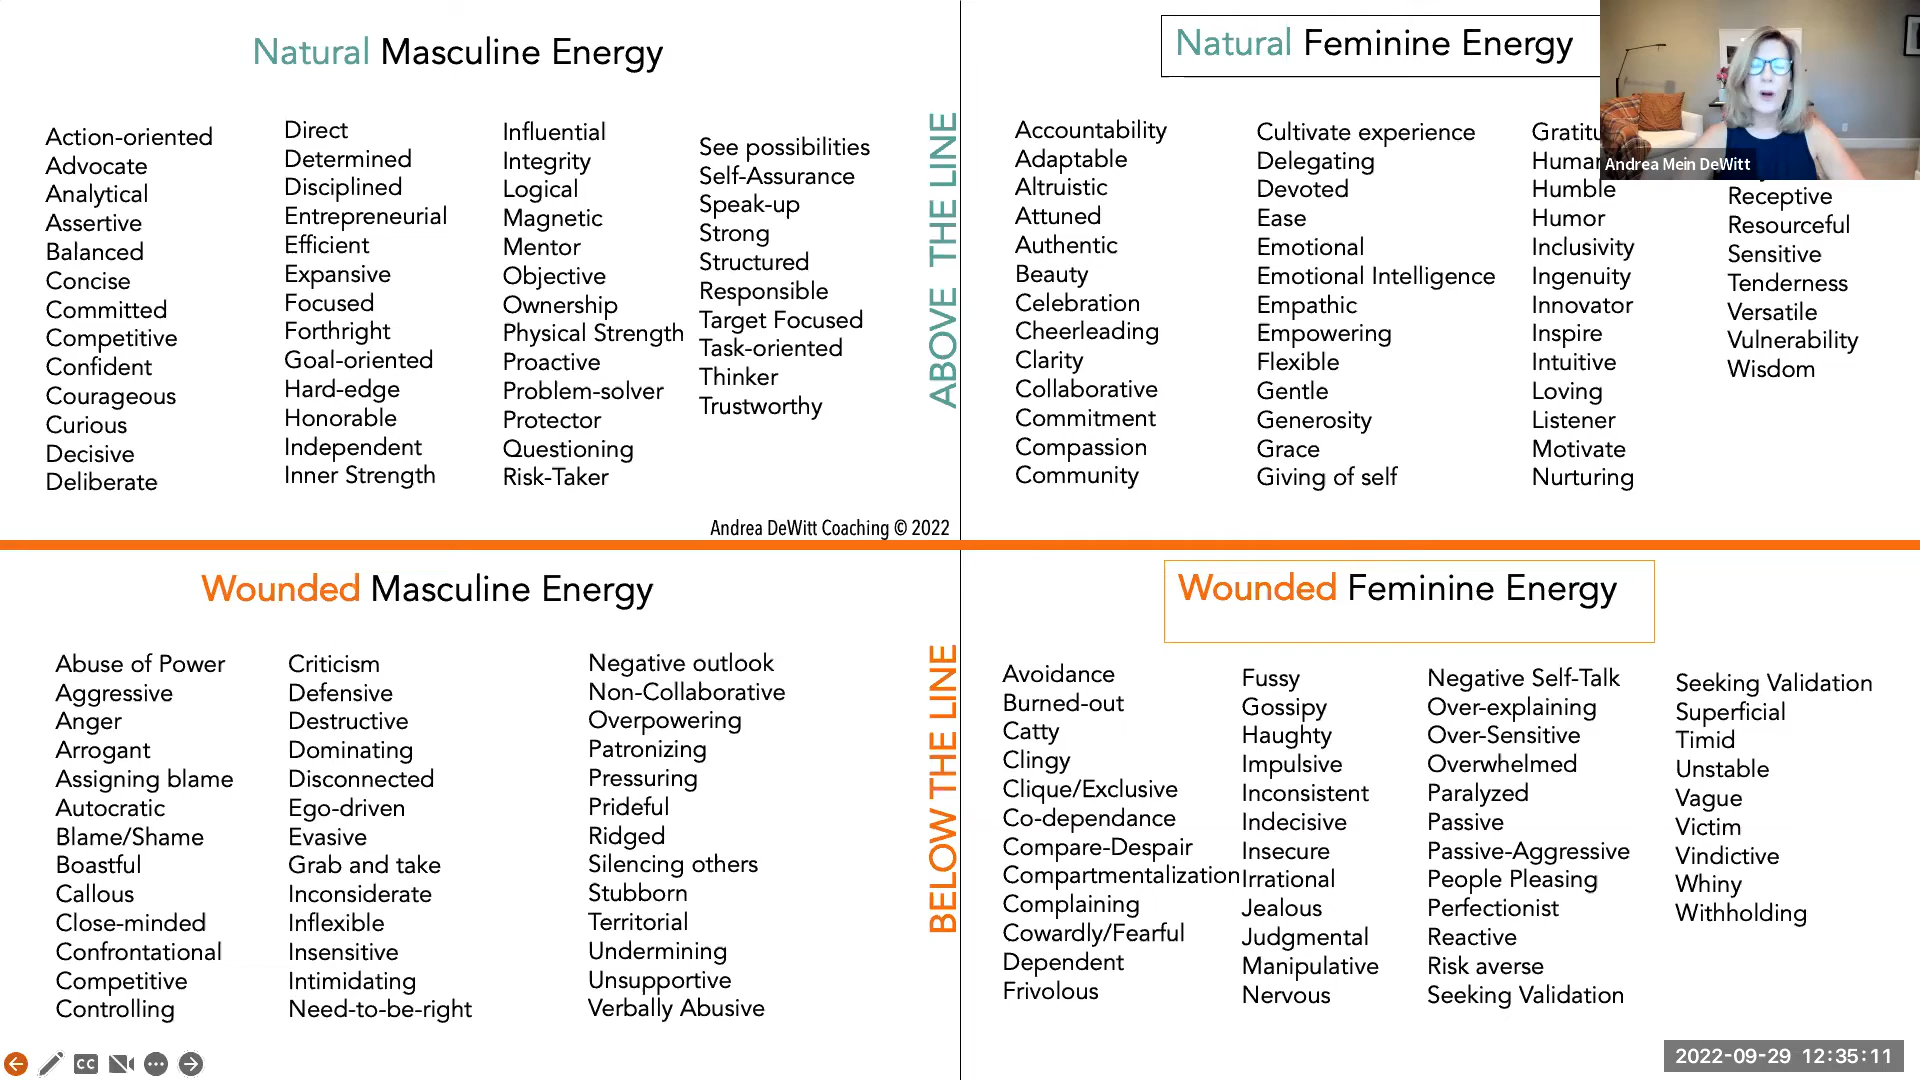 Natural Masculine Energy
Action-oriented
Advocate
Analytical
Assertive
Balanced
Concise
Committed
Competitive
Confident
Courageous
Curious
Decisive
Deliberate
Direct
Determined
Disciplined
Entrepreneurial
Efficient
Expansive
Focused
Forthright
Goal-oriented
Hard-edge
Honorable
Independent
Inner Strength
Influential
Integrity
Logical
Magnetic
Mentor
Objective
Ownership
Physical Strength
Proactive
Problem-solver
Protector
Questioning
Risk-Taker
See possibilities
Self-Assurance
Speak-up
Strong
Structured
Responsible
Target Focused
Task-oriented
Thinker
Trustworthy
ABOVE THE LINE
Andrea DeWitt Coaching © 2022
Natural Feminine Energy
Accountability
Adaptable
Altruistic
Attuned
Authentic
Beauty
Celebration
Cheerleading
Clarity
Collaborative
Commitment
Compassion
Community
Cultivate experience
Delegating
Devoted
Ease
Emotional
Emotional Intelligence
Empathic
Empowering
Flexible
Gentle
Generosity
Grace
Giving of self
Humble
Humor
Inclusivity
Ingenuity
Innovator
Inspire
Intuitive
Loving
Listener
Motivate
Nurturing
Receptive
Resourceful
Sensitive
Tenderness
Versatile
Vulnerability
Wisdom
Andrea Mein DeWitt
Wounded Masculine Energy
Abuse of Power
Aggressive
Anger
Arrogant
Assigning blame
Autocratic
Blame/Shame
Boastful
Callous
Close-minded
Confrontational
Competitive
Controlling
Criticism
Defensive
Destructive
Dominating
Disconnected
Ego-driven
Evasive
Grab and take
Inconsiderate
Inflexible
Insensitive
Intimidating
Need-to-be-right
Negative outlook
Non-Collaborative
Overpowering
Patronizing
Pressuring
Prideful
Ridged
Silencing others
Stubborn
Territorial
Undermining
Unsupportive
Verbally Abusive
BELOW THE LINE
Wounded Feminine Energy
Avoidance
Burned-out
Catty
Clingy
Clique/Exclusive
Co-dependance
Compare-Despair
Compartmentalization
Complaining
Cowardly/Fearful
Dependent
Frivolous
Fussy
Gossipy
Haughty
Impulsive
Inconsistent
Indecisive
Insecure
Irrational
Jealous
Judgmental
Manipulative
Nervous
Negative Self-Talk
Over-explaining
Over-Sensitive
Overwhelmed
Paralyzed
Passive
Passive-Aggressive
People Pleasing
Perfectionist
Reactive
Risk averse
Seeking Validation
Seeking Validation
Superficial
Timid
Unstable
Vague
Victim
Vindictive
Whiny
Withholding
CC
2022-09-29 12:35:11